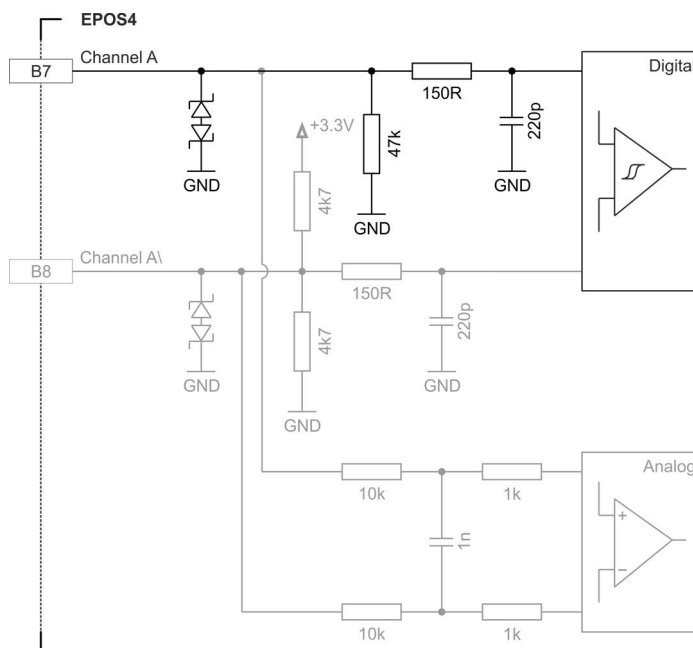 EPOS4
Channel A
B7
Digital
150R
220p
+3.3V
47k
GND
GND
4k7
GND
Channel A\
B8
150R
4k7
220p
GND
GND
GND
Analog
10k
1k
+
1n
−
10k
1k